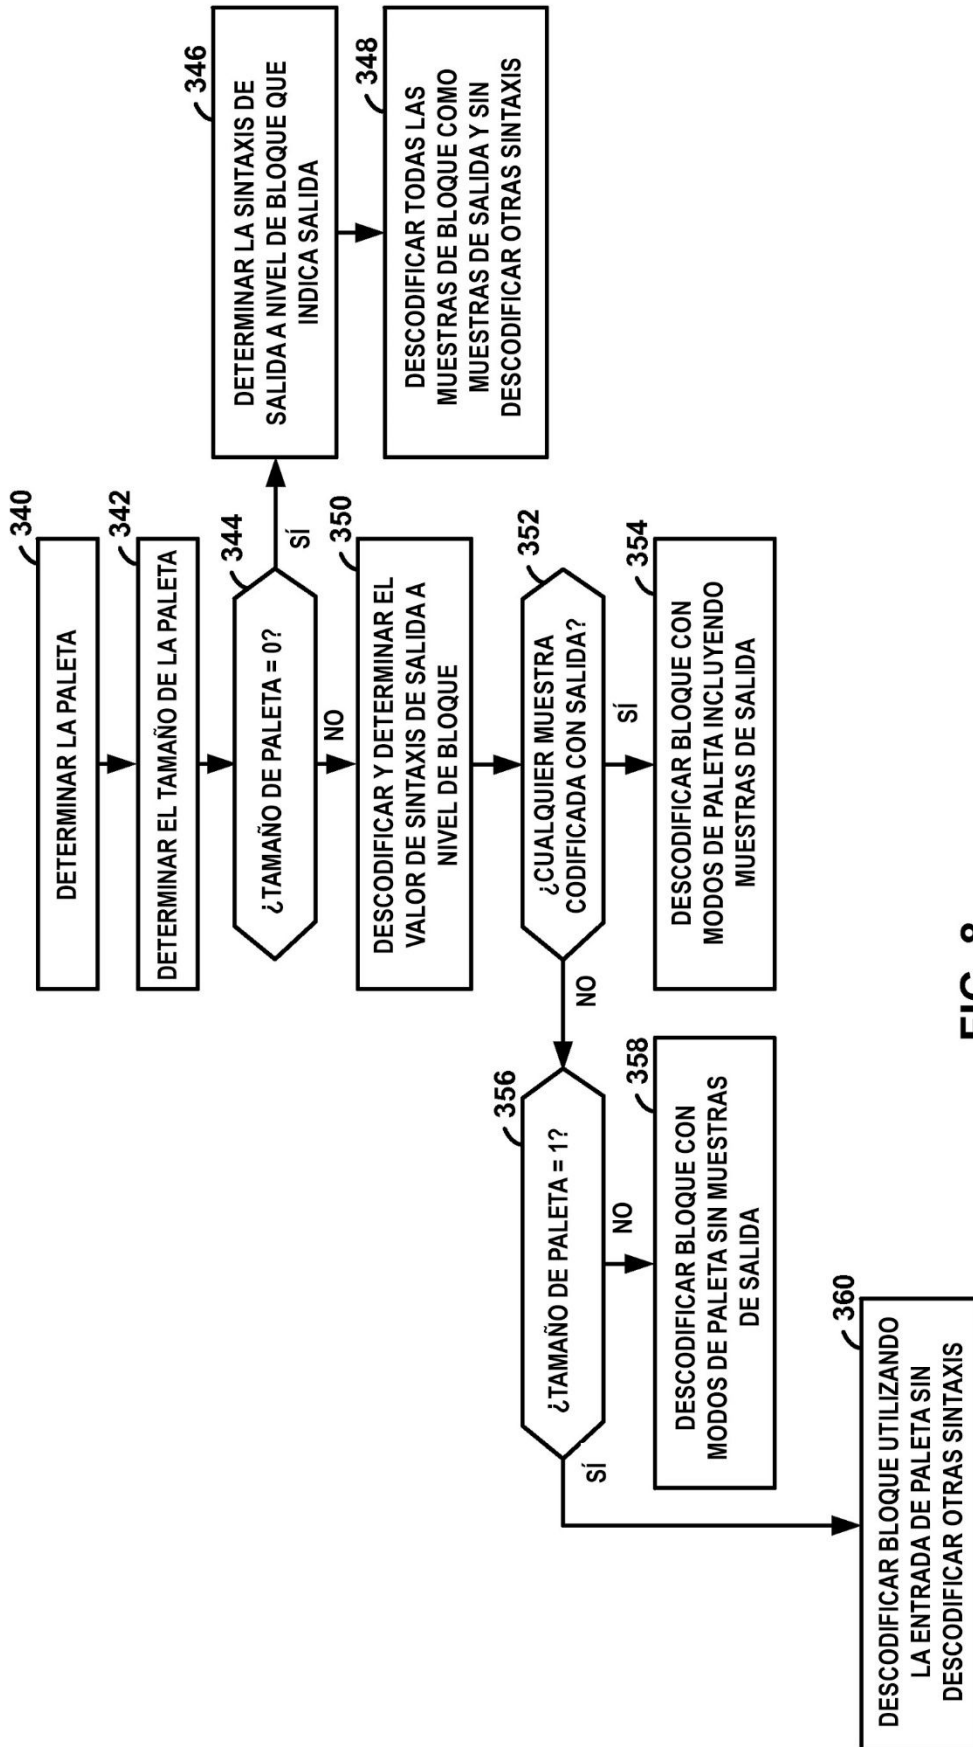 340
DETERMINAR LA PALETA
342
DETERMINAR EL TAMAÑO DE LA PALETA
344
¿TAMAÑO DE PALETA = 0?
SÍ
NO
346
DETERMINAR LA SINTAXIS DE
SALIDA A NIVEL DE BLOQUE QUE
INDICA SALIDA
348
DESCODIFICAR TODAS LAS
MUESTRAS DE BLOQUE COMO
MUESTRAS DE SALIDA Y SIN
DESCODIFICAR OTRAS SINTAXIS
350
DESCODIFICAR Y DETERMINAR EL
VALOR DE SINTAXIS DE SALIDA A
NIVEL DE BLOQUE
352
¿CUALQUIER MUESTRA
CODIFICADA CON SALIDA?
NO
SÍ
354
DESCODIFICAR BLOQUE CON
MODOS DE PALETA INCLUYENDO
MUESTRAS DE SALIDA
356
¿TAMAÑO DE PALETA = 1?
SÍ
NO
358
DESCODIFICAR BLOQUE CON
MODOS DE PALETA SIN MUESTRAS
DE SALIDA
360
DESCODIFICAR BLOQUE UTILIZANDO
LA ENTRADA DE PALETA SIN
DESCODIFICAR OTRAS SINTAXIS
FIG. 8